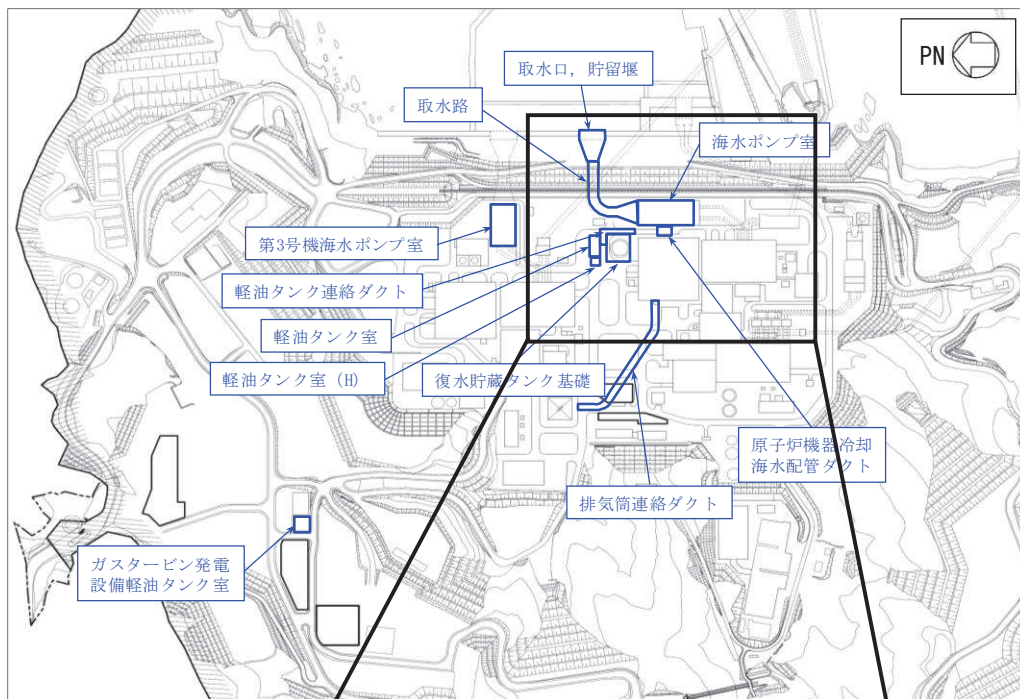 取水口，貯留堰
PN
取水路
海水ポンプ室
第3号機海水ポンプ室
軽油タンク連絡ダクト
軽油タンク室
軽油タンク室（H）
復水貯蔵タンク基礎
原子炉機器冷却
海水配管ダクト
排気筒連絡ダクト
ガスタービン発電
設備軽油タンク室